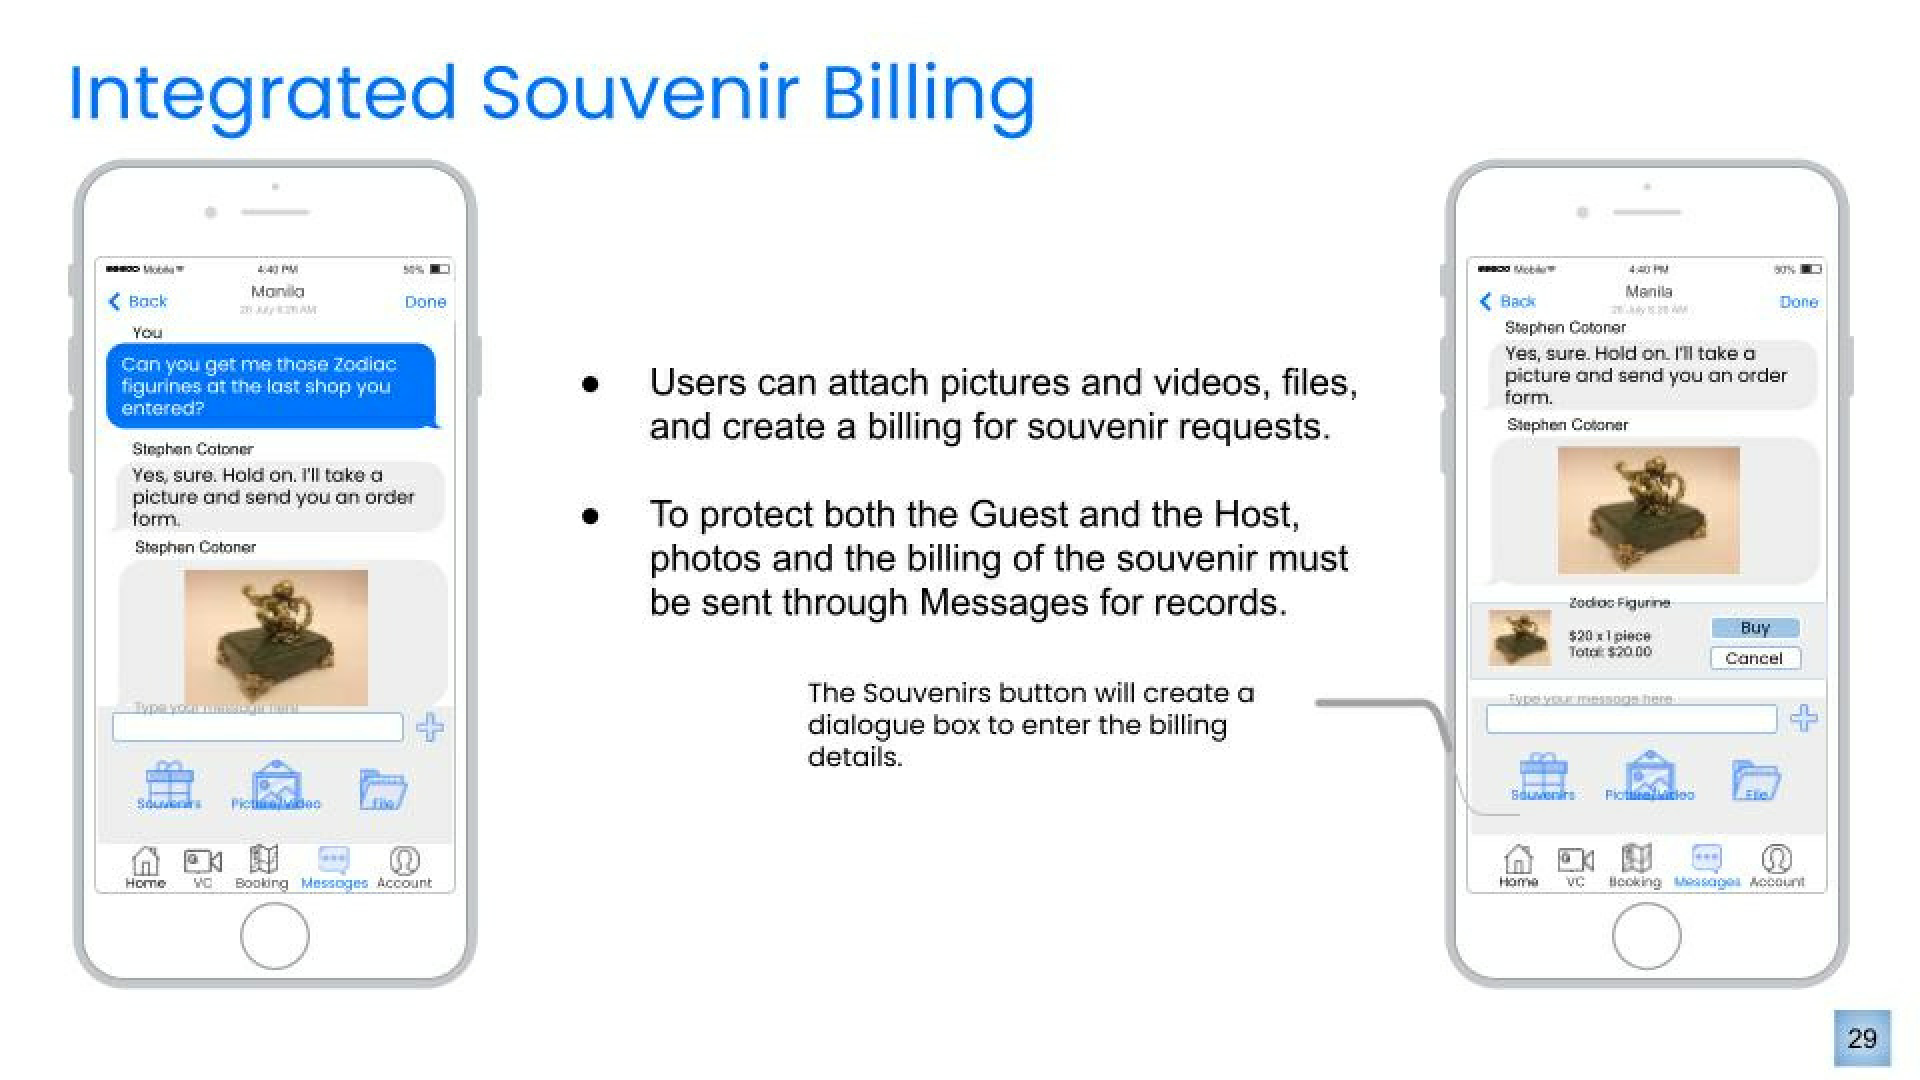 Integrated Souvenir Billing
Mobile
4:40 PM
50%
Back
Manila
Done
You
Can you get me those Zodiac
figurines at the last shop you
entered?
Stephen Cotoner
Yes, sure. Hold on. I'll take a
picture and send you an order
form.
Stephen Cotoner
Type your message here
Souvenirs
Picture/Video
File
Home
VC
Booking
Messages
Account
● Users can attach pictures and videos, files,
and create a billing for souvenir requests.
● To protect both the Guest and the Host,
photos and the billing of the souvenir must
be sent through Messages for records.
The Souvenirs button will create a
dialogue box to enter the billing
details.
Mobile
4:40 PM
50%
Back
Manila
Done
Stephen Cotoner
Yes, sure. Hold on. I'll take a
picture and send you an order
form.
Stephen Cotoner
Zodiac Figurine
$20 x 1 piece
Total: $20.00
Buy
Cancel
Type your message here
Souvenirs
Picture/Video
File
Home
VC
Booking
Messages
Account
29